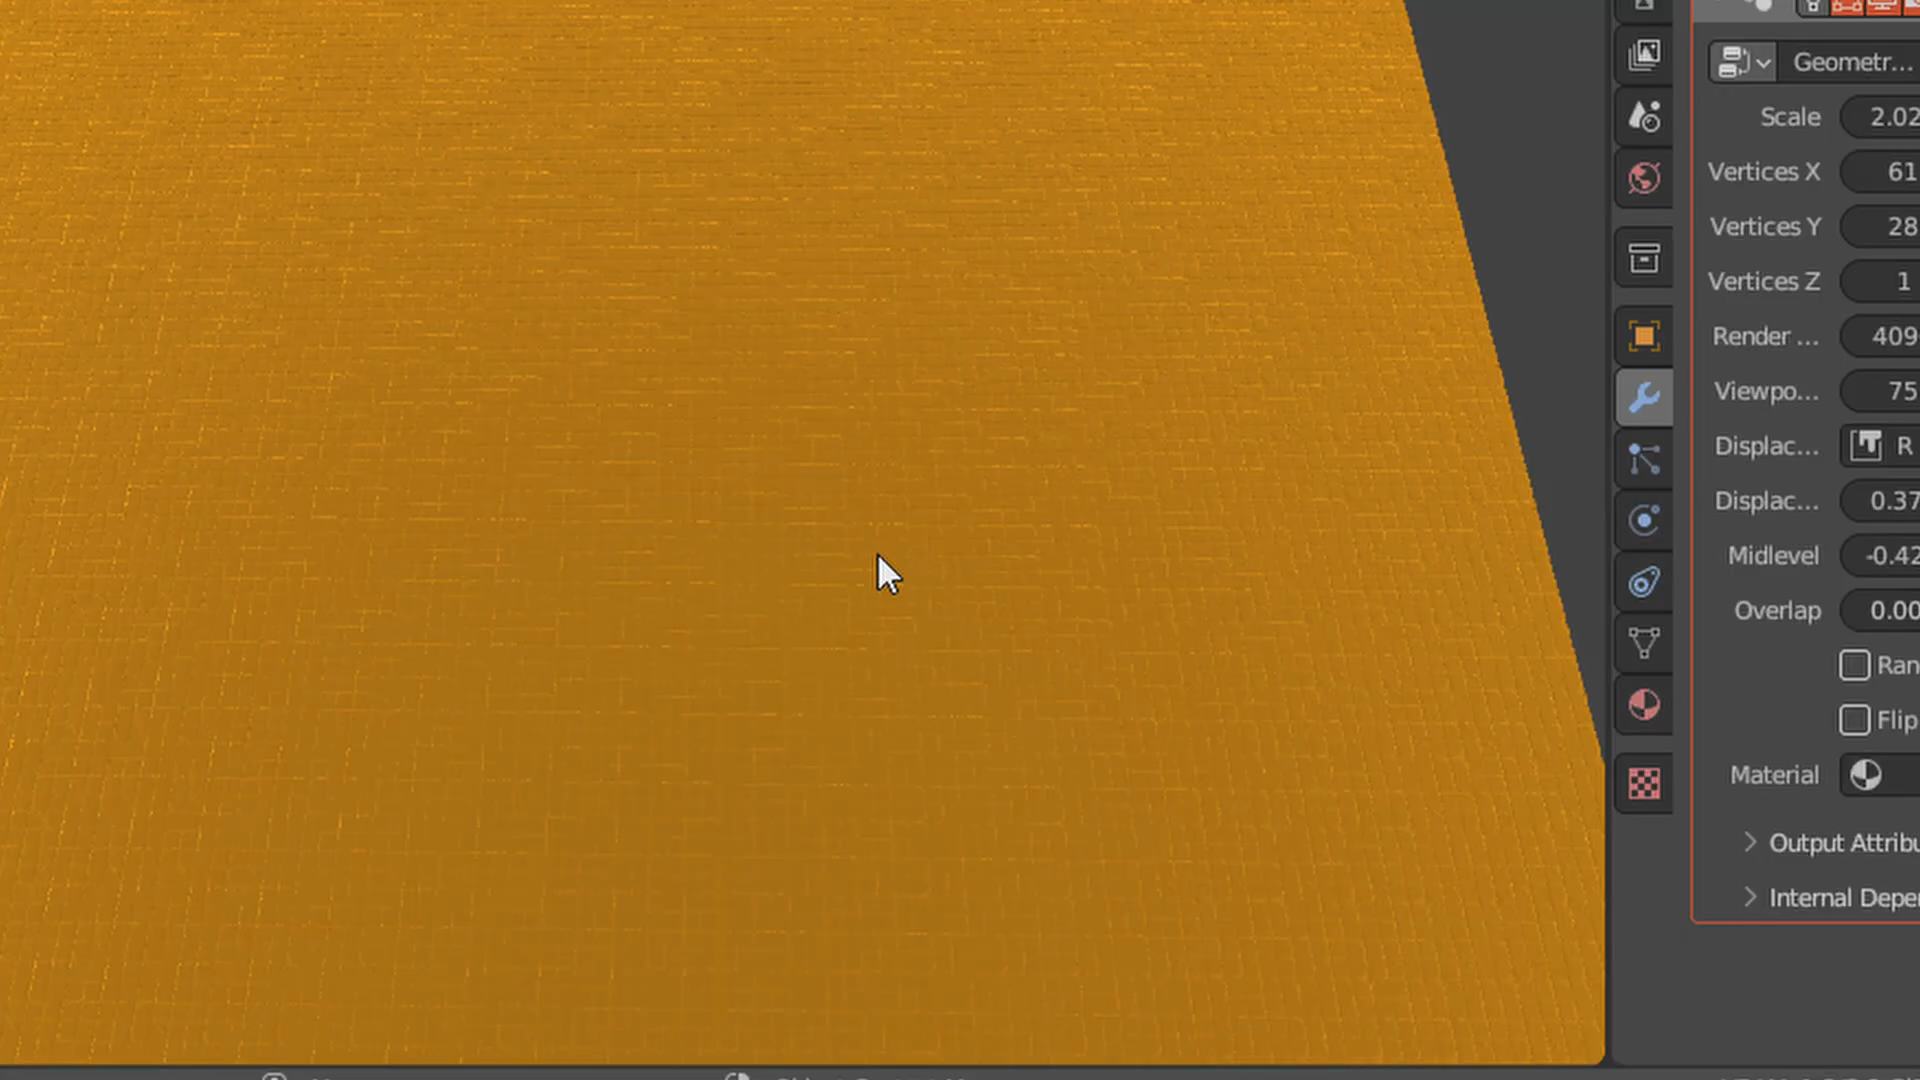 Geometr...
Scale 2.02
Vertices X 61
Vertices Y 28
Vertices Z 1
Render ... 409
Viewpo... 75
Displac... R
Displac... 0.37
Midlevel -0.42
Overlap 0.00
Ran
Flip
Material
Output Attribu
Internal Deper